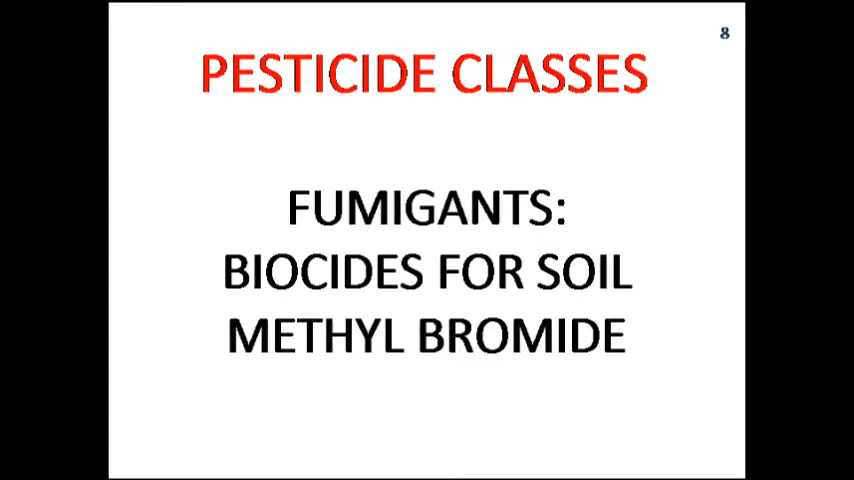 8
PESTICIDE CLASSES
FUMIGANTS:
BIOCIDES FOR SOIL
METHYL BROMIDE